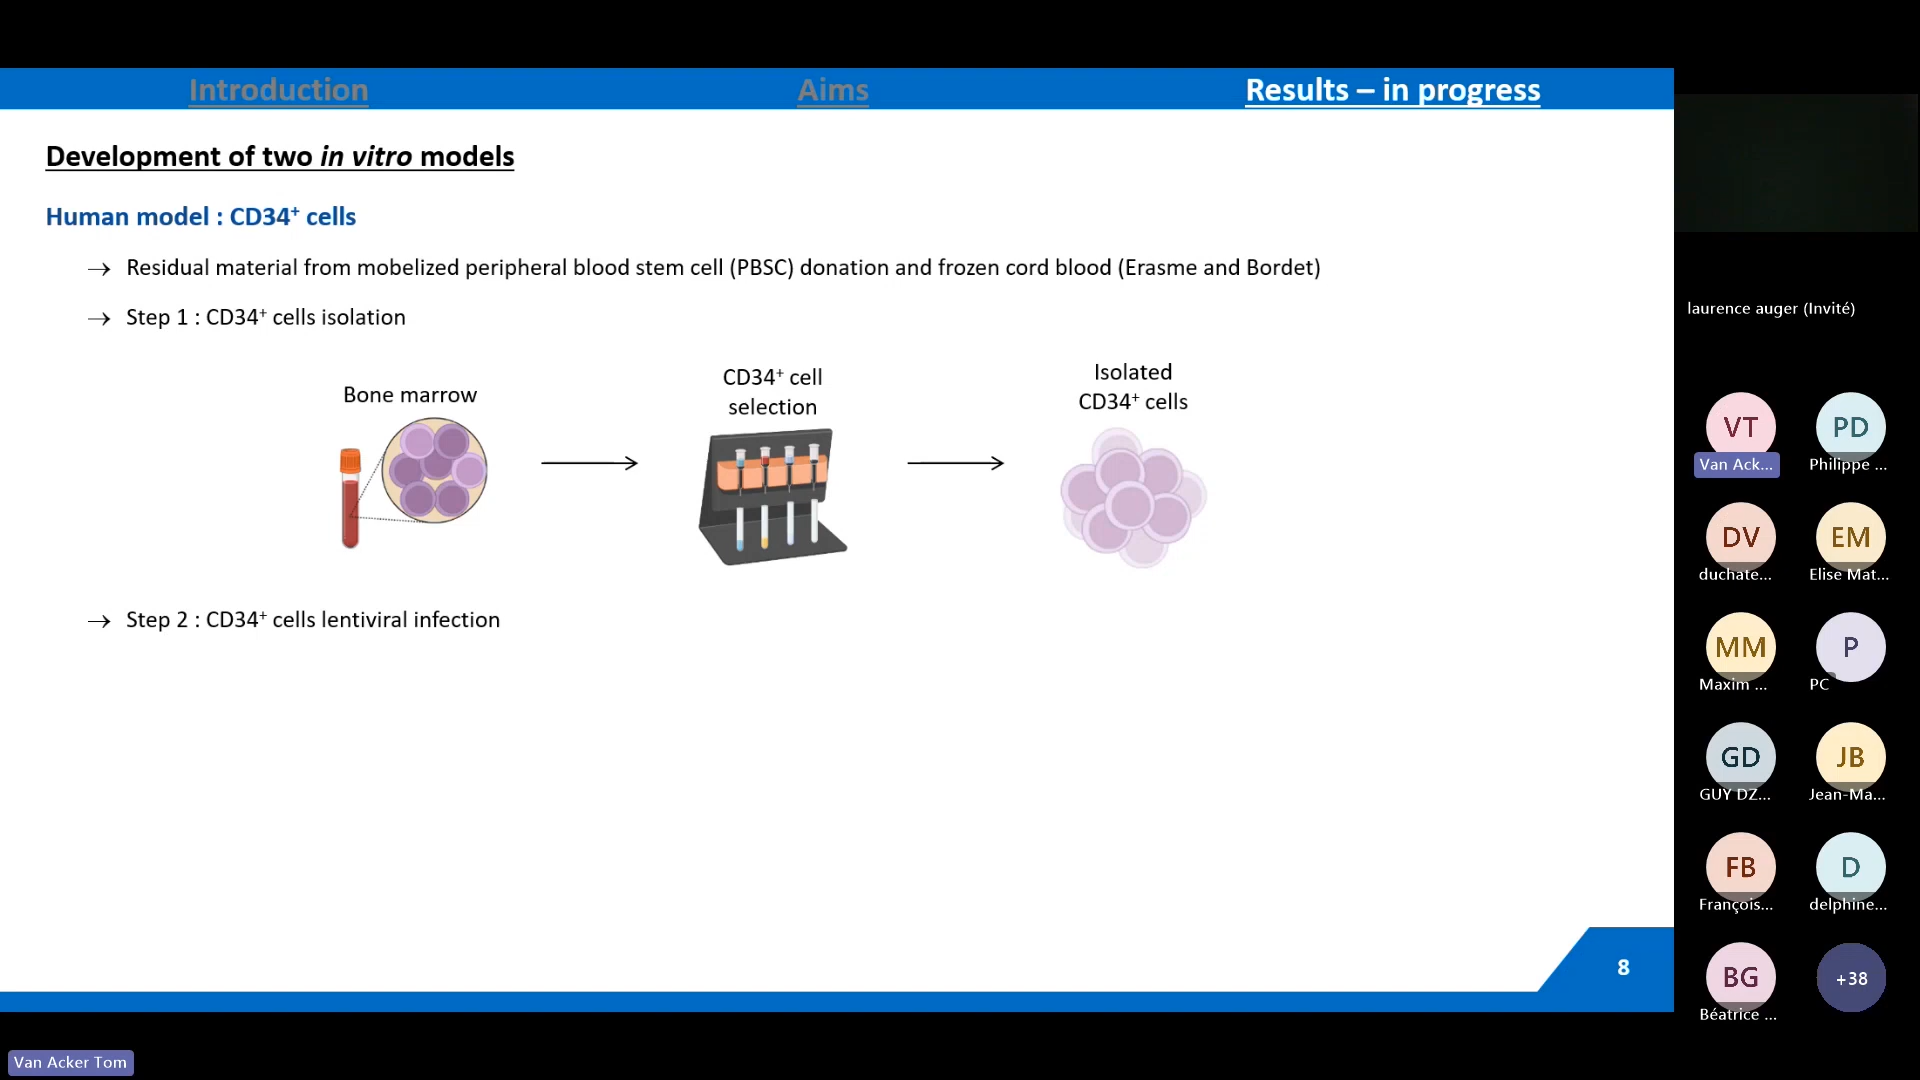 Introduction
Aims
Results – in progress
Development of two in vitro models
Human model : CD34⁺ cells
→ Residual material from mobelized peripheral blood stem cell (PBSC) donation and frozen cord blood (Erasme and Bordet)
→ Step 1 : CD34⁺ cells isolation
Bone marrow
CD34⁺ cell
selection
Isolated
CD34⁺ cells
→ Step 2 : CD34⁺ cells lentiviral infection
8
laurence auger (Invité)
VT
Van Ack...
PD
Philippe ...
DV
duchate...
EM
Elise Mat...
MM
Maxim ...
P
PC
GD
GUY DZ...
JB
Jean-Ma...
FB
François...
D
delphine...
BG
Béatrice ...
+38
Van Acker Tom